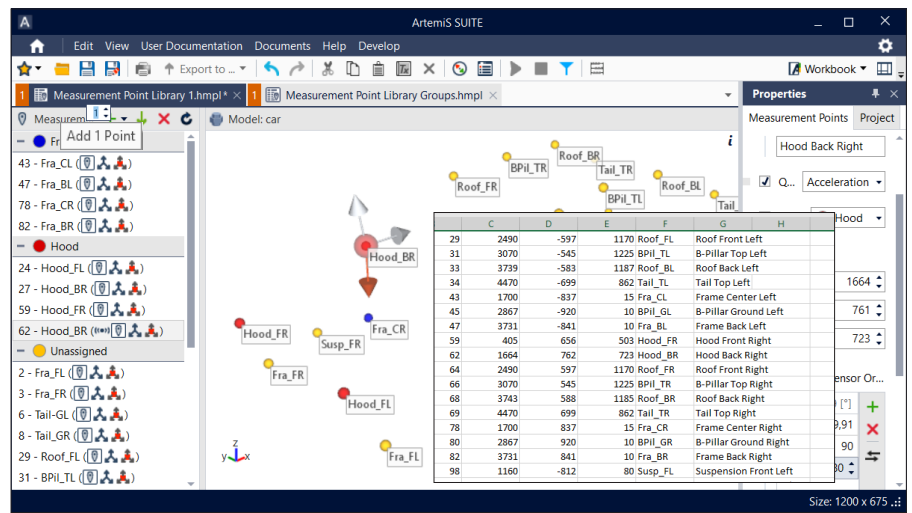 A
ArtemiS SUITE
Edit View User Documentation Documents Help Develop
Export to ...
Workbook
1 Measurement Point Library 1.hmpl* 1 Measurement Point Library Groups.hmpl
Properties
Measurem
1
Add 1 Point
Model: car
Measurement Points Project
Fr
43 - Fra_CL
47 - Fra_BL
78 - Fra_CR
82 - Fra_BR
Hood
24 - Hood_FL
27 - Hood_BR
59 - Hood_FR
62 - Hood_BR
Unassigned
2 - Fra_FL
3 - Fra_FR
6 - Tail-GL
8 - Tail_GR
29 - Roof_FL
31 - BPil_TL
i
Roof_BR
BPil_TR
Tail_TR
Roof_FR
Roof_BL
BPil_TL
Tail_
Hood_BR
Fra_CR
Hood_FR
Susp_FR
Fra_FR
Hood_FL
Fra_FL
z
y x
C D E F G H
29 2490 -597 1170 Roof_FL Roof Front Left
31 3070 -545 1225 BPil_TL B-Pillar Top Left
33 3739 -583 1187 Roof_BL Roof Back Left
34 4470 -699 862 Tail_TL Tail Top Left
43 1700 -837 15 Fra_CL Frame Center Left
45 2867 -920 10 BPil_GL B-Pillar Ground Left
47 3731 -841 10 Fra_BL Frame Back Left
59 405 656 503 Hood_FR Hood Front Right
62 1664 762 723 Hood_BR Hood Back Right
64 2490 597 1170 Roof_FR Roof Front Right
66 3070 545 1225 BPil_TR B-Pillar Top Right
68 3743 588 1185 Roof_BR Roof Back Right
69 4470 699 862 Tail_TR Tail Top Right
78 1700 837 15 Fra_CR Frame Center Right
80 2867 920 10 BPil_GR B-Pillar Ground Right
82 3731 841 10 Fra_BR Frame Back Right
98 1160 -812 80 Susp_FL Suspension Front Left
Hood Back Right
Q... Acceleration
Hood
1664
761
723
ensor Or...
[°]
9,91
90
80
Size: 1200 x 675